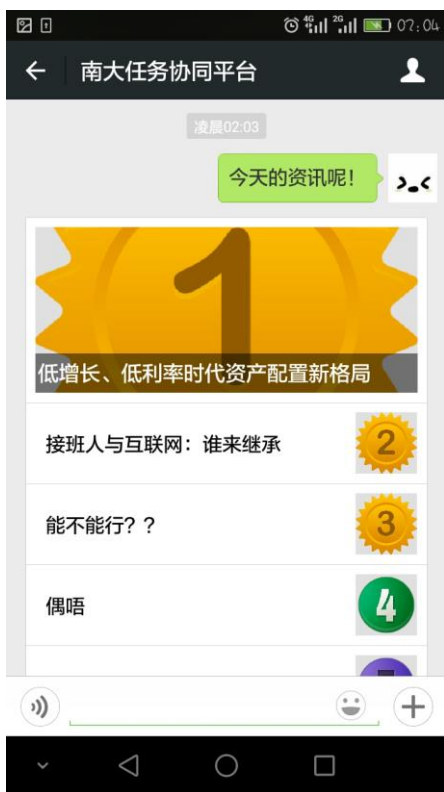 4G 2G 07:04
南大任务协同平台
凌晨02:03
今天的资讯呢!
1
低增长、低利率时代资产配置新格局
接班人与互联网：谁来继承
2
能不能行？？
3
偶唔
4